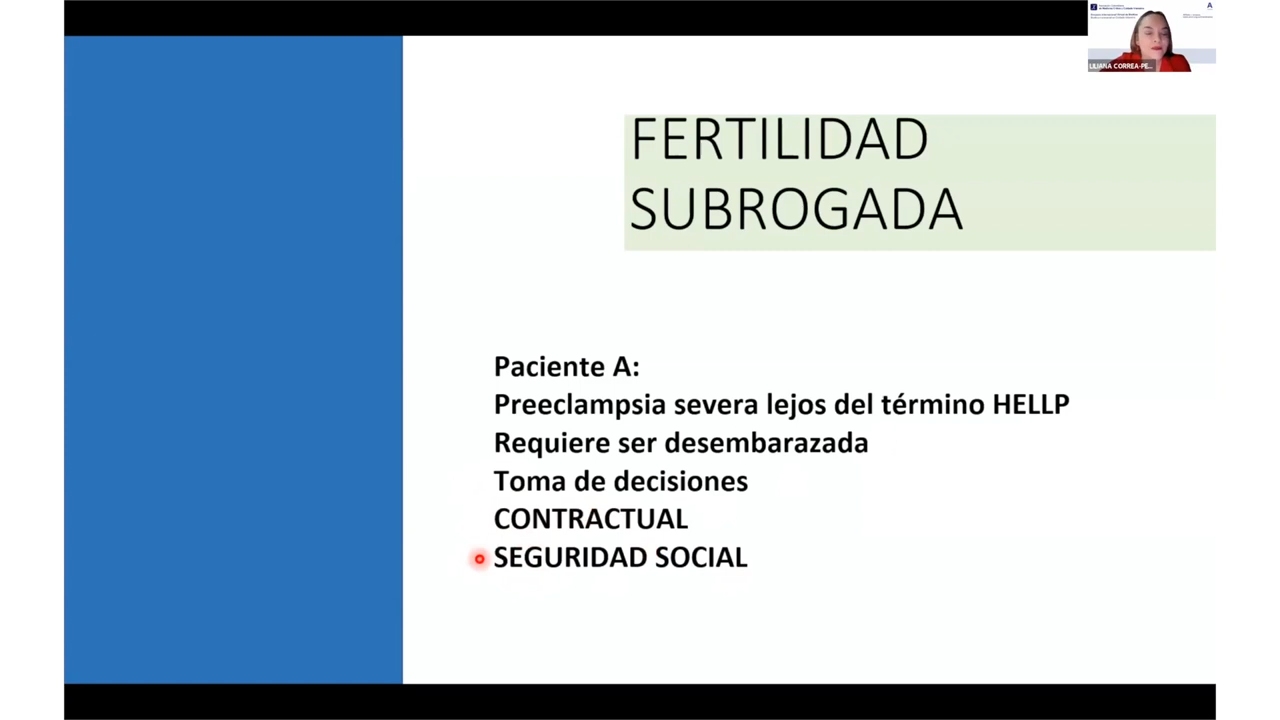 FERTILIDAD
SUBROGADA
Paciente A:
Preeclampsia severa lejos del término HELLP
Requiere ser desembarazada
Toma de decisiones
CONTRACTUAL
SEGURIDAD SOCIAL
LILIANA CORREA-PE...
A